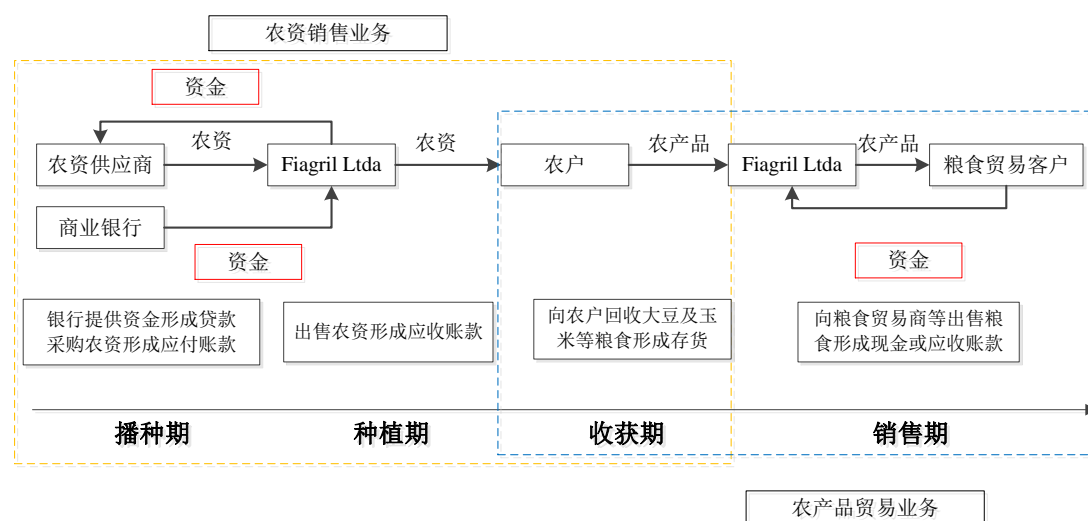 农资销售业务
资金
农资
农资
农产品
农产品
农资供应商
Fiagril Ltda
农户
Fiagril Ltda
粮食贸易客户
商业银行
资金
资金
银行提供资金形成贷款
采购农资形成应付账款
出售农资形成应收账款
向农户回收大豆及玉
米等粮食形成存货
向粮食贸易商等出售粮
食形成现金或应收账款
播种期
种植期
收获期
销售期
农产品贸易业务